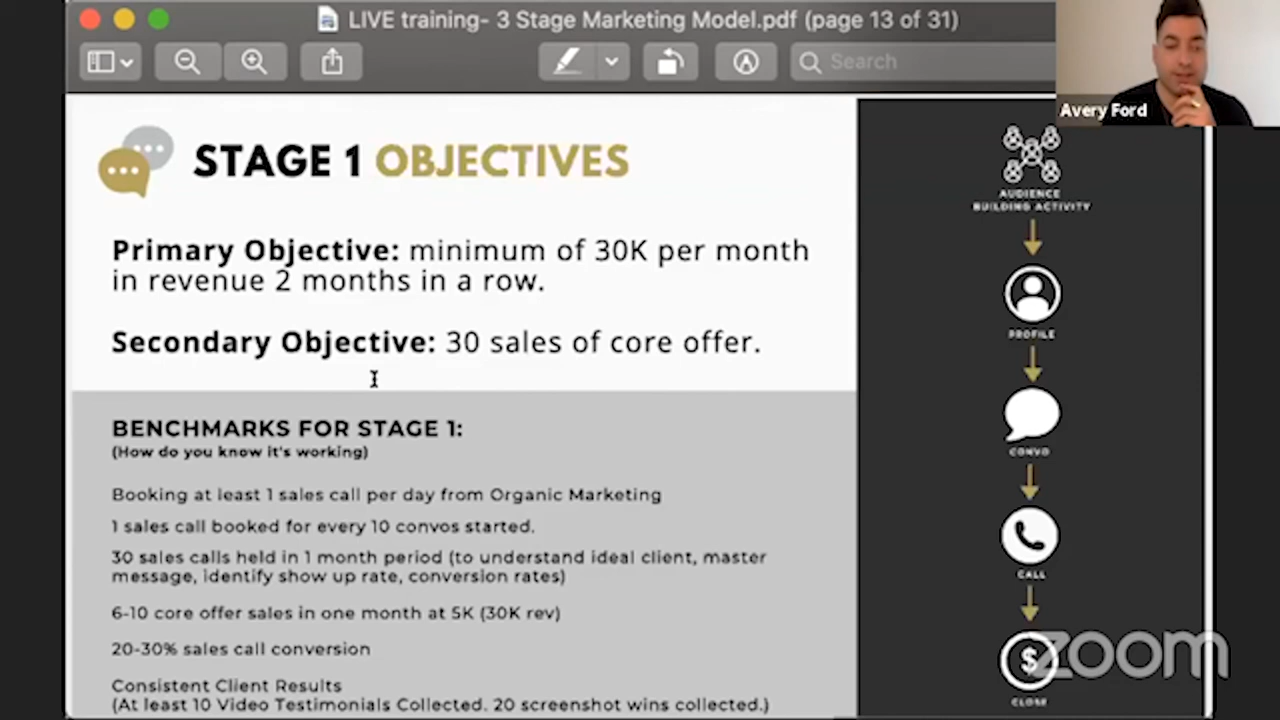 LIVE training- 3 Stage Marketing Model.pdf (page 13 of 31)
Search
Avery Ford
STAGE 1 OBJECTIVES
Primary Objective: minimum of 30K per month
in revenue 2 months in a row.
Secondary Objective: 30 sales of core offer.
BENCHMARKS FOR STAGE 1:
(How do you know it's working)
Booking at least 1 sales call per day from Organic Marketing
1 sales call booked for every 10 convos started.
30 sales calls held in 1 month period (to understand ideal client, master
message, identify show up rate, conversion rates)
6-10 core offer sales in one month at 5K (30K rev)
20-30% sales call conversion
Consistent Client Results
(At least 10 Video Testimonials Collected. 20 screenshot wins collected.)
AUDIENCE
BUILDING ACTIVITY
PROFILE
CONVO
CALL
$
CLOSE
zoom